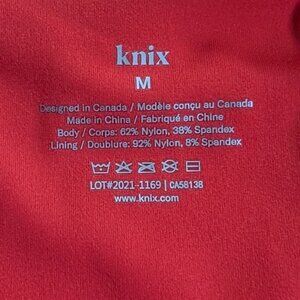 knix
M
Designed in Canada / Modèle conçu au Canada
Made in China / Fabriqué en Chine
Body / Corps: 62% Nylon, 38% Spandex
Lining / Doublure: 92% Nylon, 8% Spandex
LOT#2021-1169 | CA58138
www.knix.com